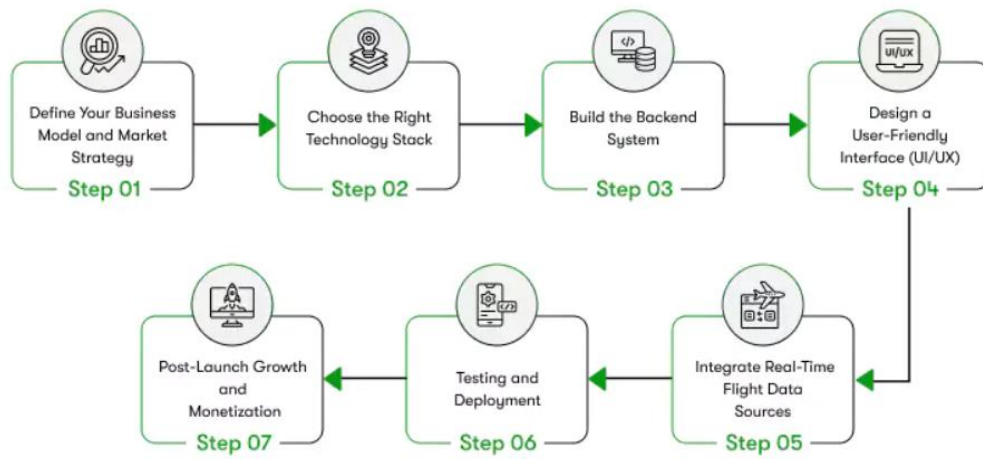 Define Your Business
Model and Market
Strategy
Step 01
Choose the Right
Technology Stack
Step 02
</>
Build the Backend
System
Step 03
UI/UX
Design a
User-Friendly
Interface (UI/UX)
Step 04
Integrate Real-Time
Flight Data
Sources
Step 05
</>
Testing and
Deployment
Step 06
Post-Launch Growth
and
Monetization
Step 07